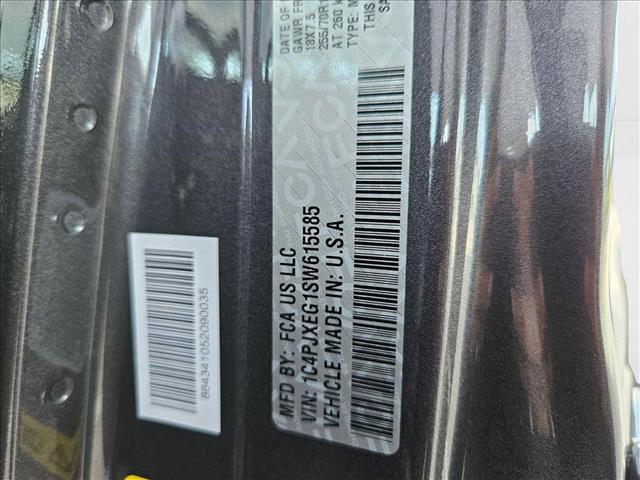 DATE OF
GAWR FR
18X7.5
255/70R1
AT 260 k
THIS
SA
MFD BY: FCA US LLC
VIN: 1C4PJXEG1SW615585
VEHICLE MADE IN: U.S.A.
864341052090035